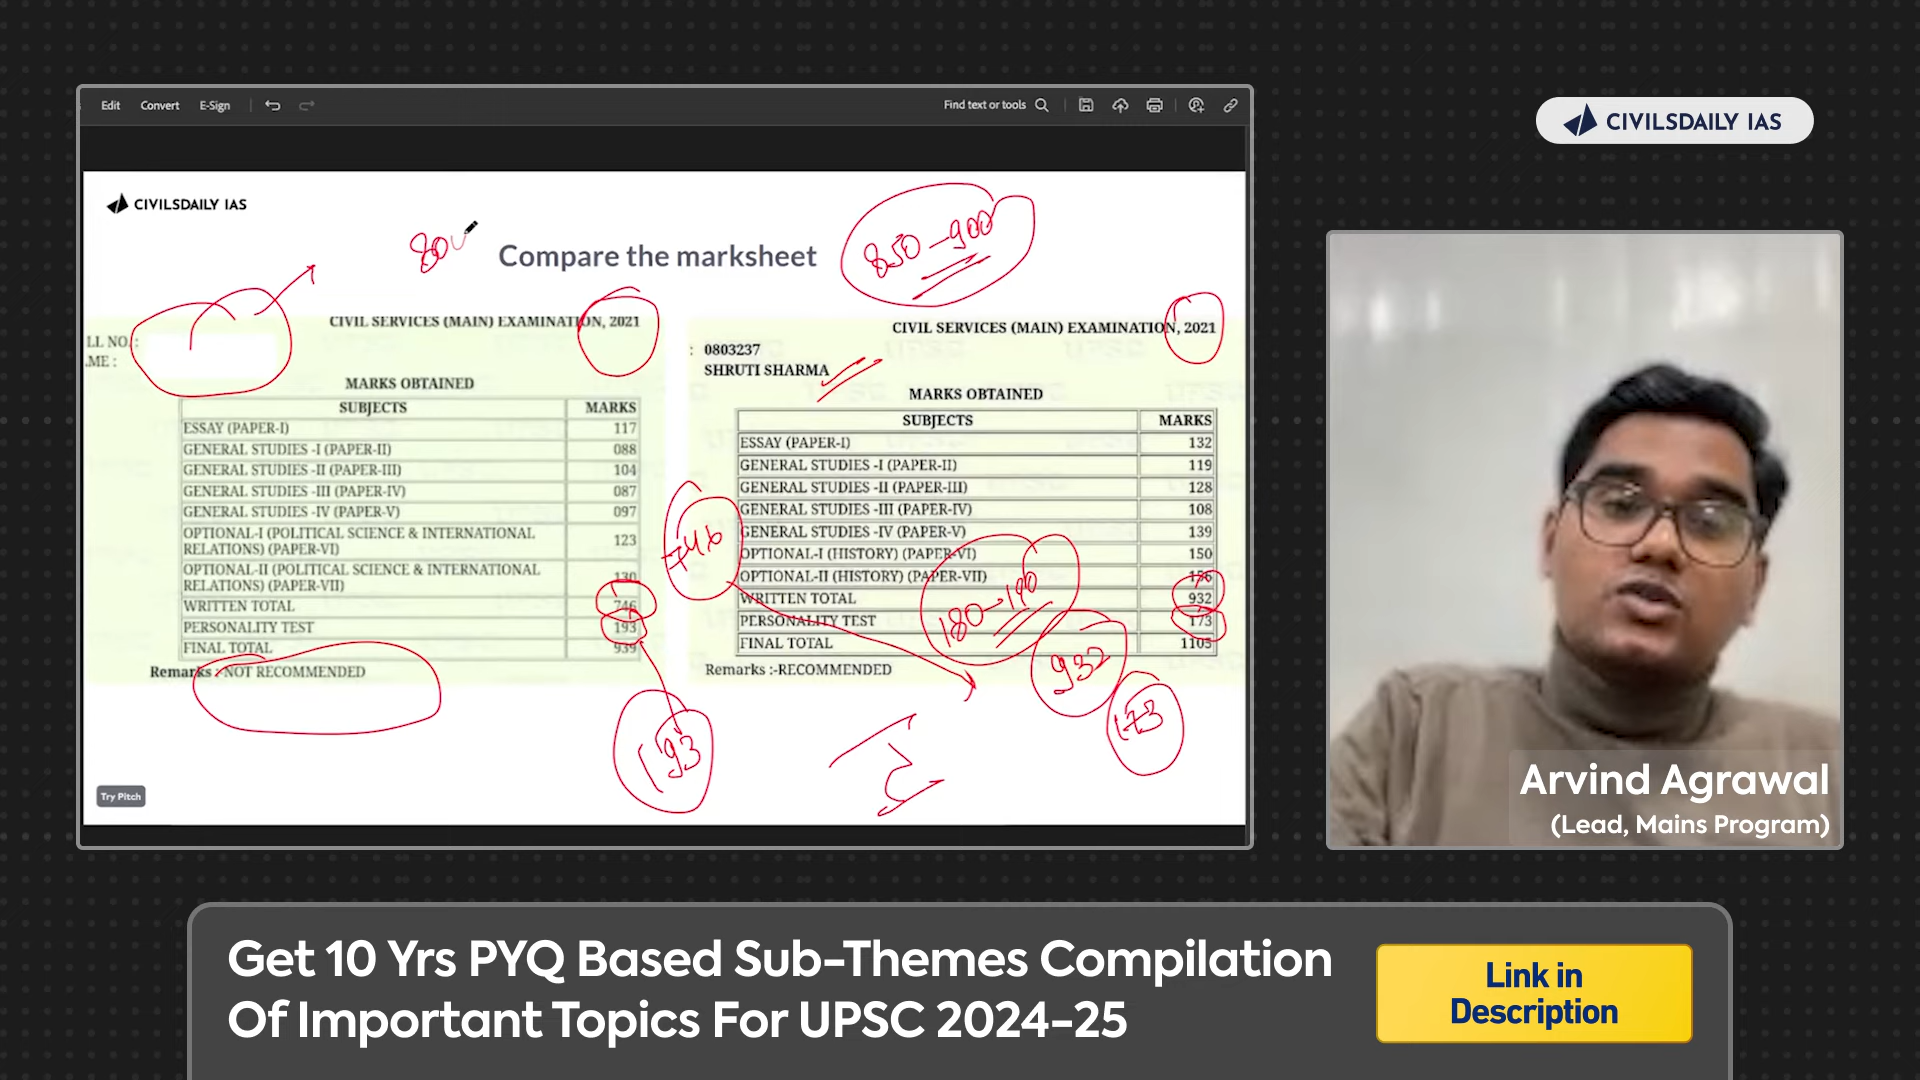 Edit Convert E-Sign Find text or tools
CIVILSDAILY IAS
CIVILSDAILY IAS
Compare the marksheet
850-900
CIVIL SERVICES (MAIN) EXAMINATION, 2021
LL NO. :
ME :
MARKS OBTAINED
SUBJECTS MARKS
ESSAY (PAPER-I) 117
GENERAL STUDIES -I (PAPER-II) 088
GENERAL STUDIES -II (PAPER-III) 104
GENERAL STUDIES -III (PAPER-IV) 087
GENERAL STUDIES -IV (PAPER-V) 097
OPTIONAL-I (POLITICAL SCIENCE & INTERNATIONAL
RELATIONS) (PAPER-VI) 123
OPTIONAL-II (POLITICAL SCIENCE & INTERNATIONAL
RELATIONS) (PAPER-VII) 130
WRITTEN TOTAL 746
PERSONALITY TEST 193
FINAL TOTAL 939
Remarks :-NOT RECOMMENDED
193
746
CIVIL SERVICES (MAIN) EXAMINATION, 2021
: 0803237
SHRUTI SHARMA
MARKS OBTAINED
SUBJECTS MARKS
ESSAY (PAPER-I) 132
GENERAL STUDIES -I (PAPER-II) 119
GENERAL STUDIES -II (PAPER-III) 128
GENERAL STUDIES -III (PAPER-IV) 108
GENERAL STUDIES -IV (PAPER-V) 139
OPTIONAL-I (HISTORY) (PAPER-VI) 150
OPTIONAL-II (HISTORY) (PAPER-VII) 156
WRITTEN TOTAL 932
PERSONALITY TEST 173
FINAL TOTAL 1105
Remarks :-RECOMMENDED
180-190
932
173
Try Pitch
Arvind Agrawal
(Lead, Mains Program)
Get 10 Yrs PYQ Based Sub-Themes Compilation
Of Important Topics For UPSC 2024-25
Link in
Description